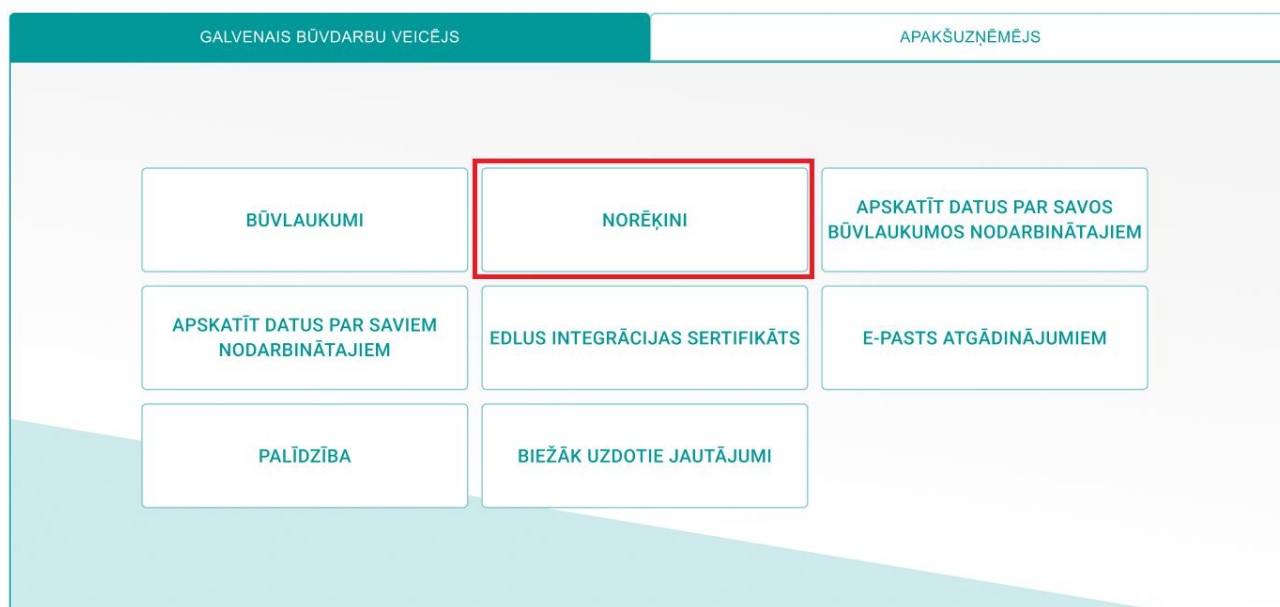 GALVENAIS BŪVDARBU VEICĒJS
APAKŠUZŅĒMĒJS
BŪVLAUKUMI
NORĒĶINI
APSKATĪT DATUS PAR SAVOS
BŪVLAUKUMOS NODARBINĀTAJIEM
APSKATĪT DATUS PAR SAVIEM
NODARBINĀTAJIEM
EDLUS INTEGRĀCIJAS SERTIFIKĀTS
E-PASTS ATGĀDINĀJUMIEM
PALĪDZĪBA
BIEŽĀK UZDOTIE JAUTĀJUMI